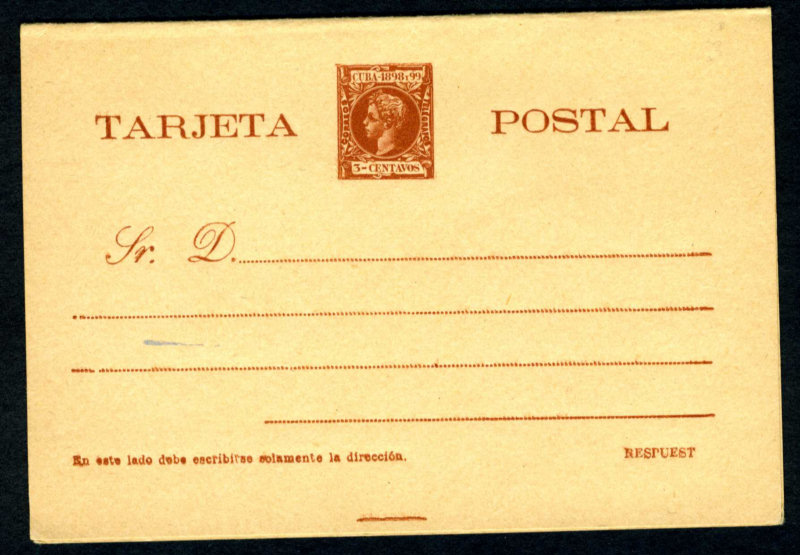 CUBA-1898 y 99
TARJETA POSTAL
3-CENTAVOS
Sr. D.
En este lado debe escribirse solamente la dirección.
RESPUEST